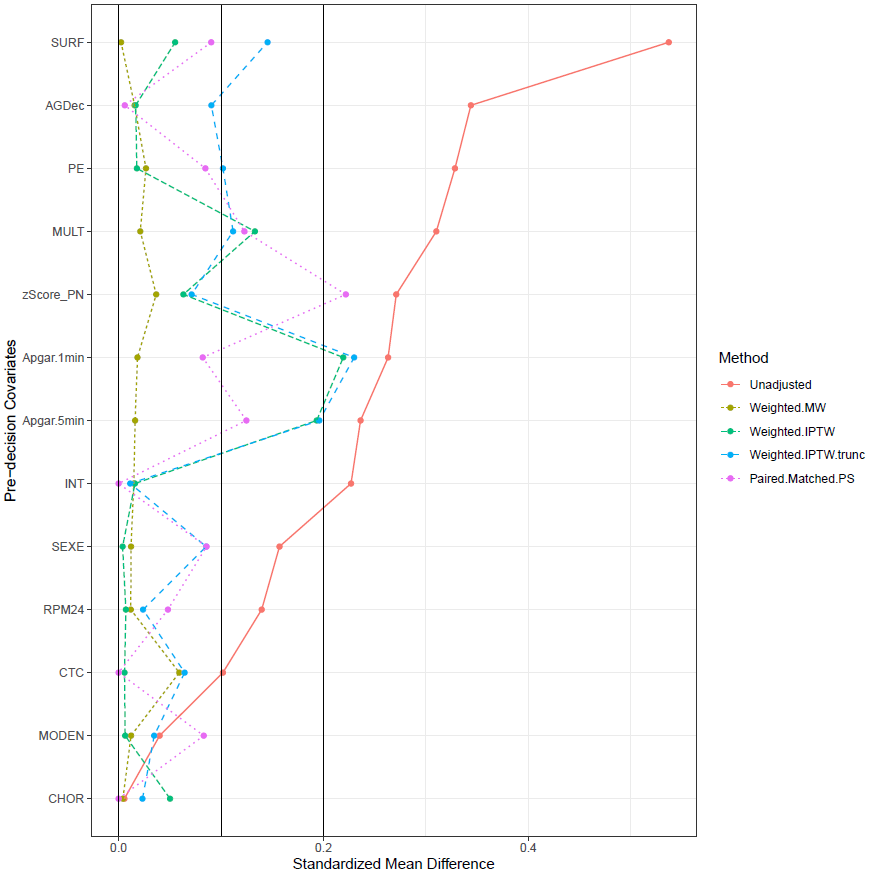 SURF
AGDec
PE
MULT
zScore_PN
Apgar.1min
Apgar.5min
INT
SEXE
RPM24
CTC
MODEN
CHOR
Pre−decision Covariates
0.0
0.2
0.4
Standardized Mean Difference
Method
Unadjusted
Weighted.MW
Weighted.IPTW
Weighted.IPTW.trunc
Paired.Matched.PS